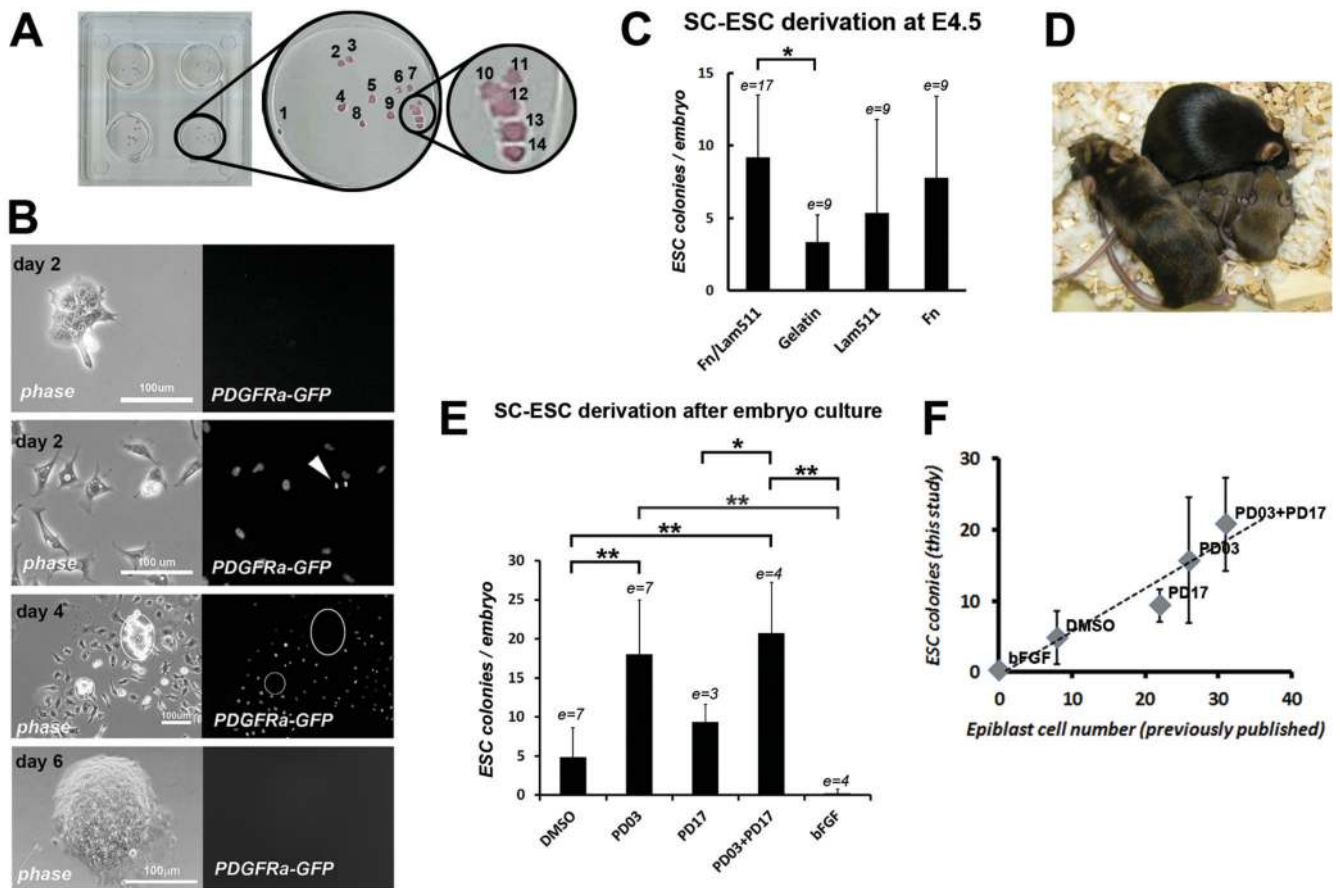 A
1
2
3
4
5
6
7
8
9
10
11
12
13
14
B
day 2
phase
100um
PDGFRa-GFP
day 2
phase
100 um
PDGFRa-GFP
day 4
phase
100um
PDGFRa-GFP
day 6
phase
100µm
PDGFRa-GFP
C
SC-ESC derivation at E4.5
*
ESC colonies / embryo
15
10
5
0
e=17
e=9
e=9
e=9
Fn/Lam511
Gelatin
Lam511
Fn
D
E
SC-ESC derivation after embryo culture
*
**
**
**
**
ESC colonies / embryo
30
25
20
15
10
5
0
e=7
e=7
e=3
e=4
e=4
DMSO
PD03
PD17
PD03+PD17
bFGF
F
ESC colonies (this study)
30
20
10
0
PD03+PD17
PD03
PD17
DMSO
bFGF
0
10
20
30
40
Epiblast cell number (previously published)